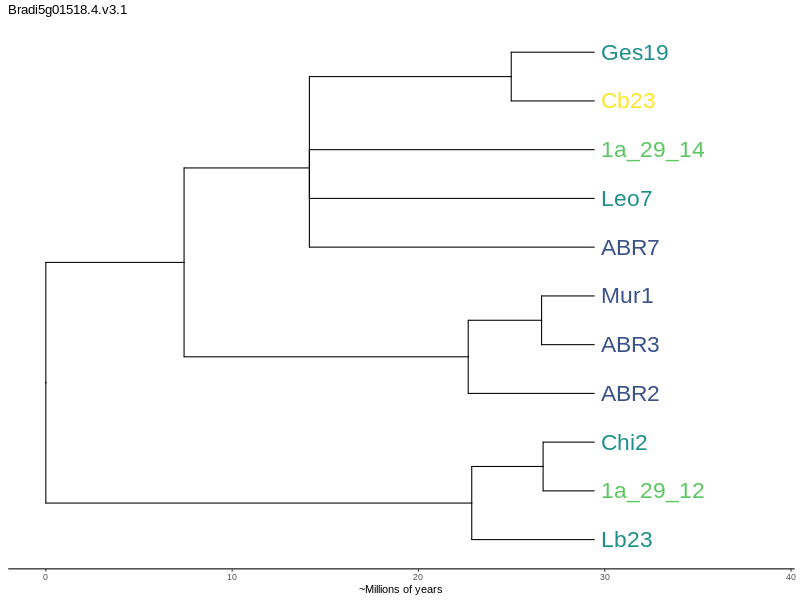 Bradi5g01518.4.v3.1
Ges19
Cb23
1a_29_14
Leo7
ABR7
Mur1
ABR3
ABR2
Chi2
1a_29_12
Lb23
0 10 20 30 40
~Millions of years